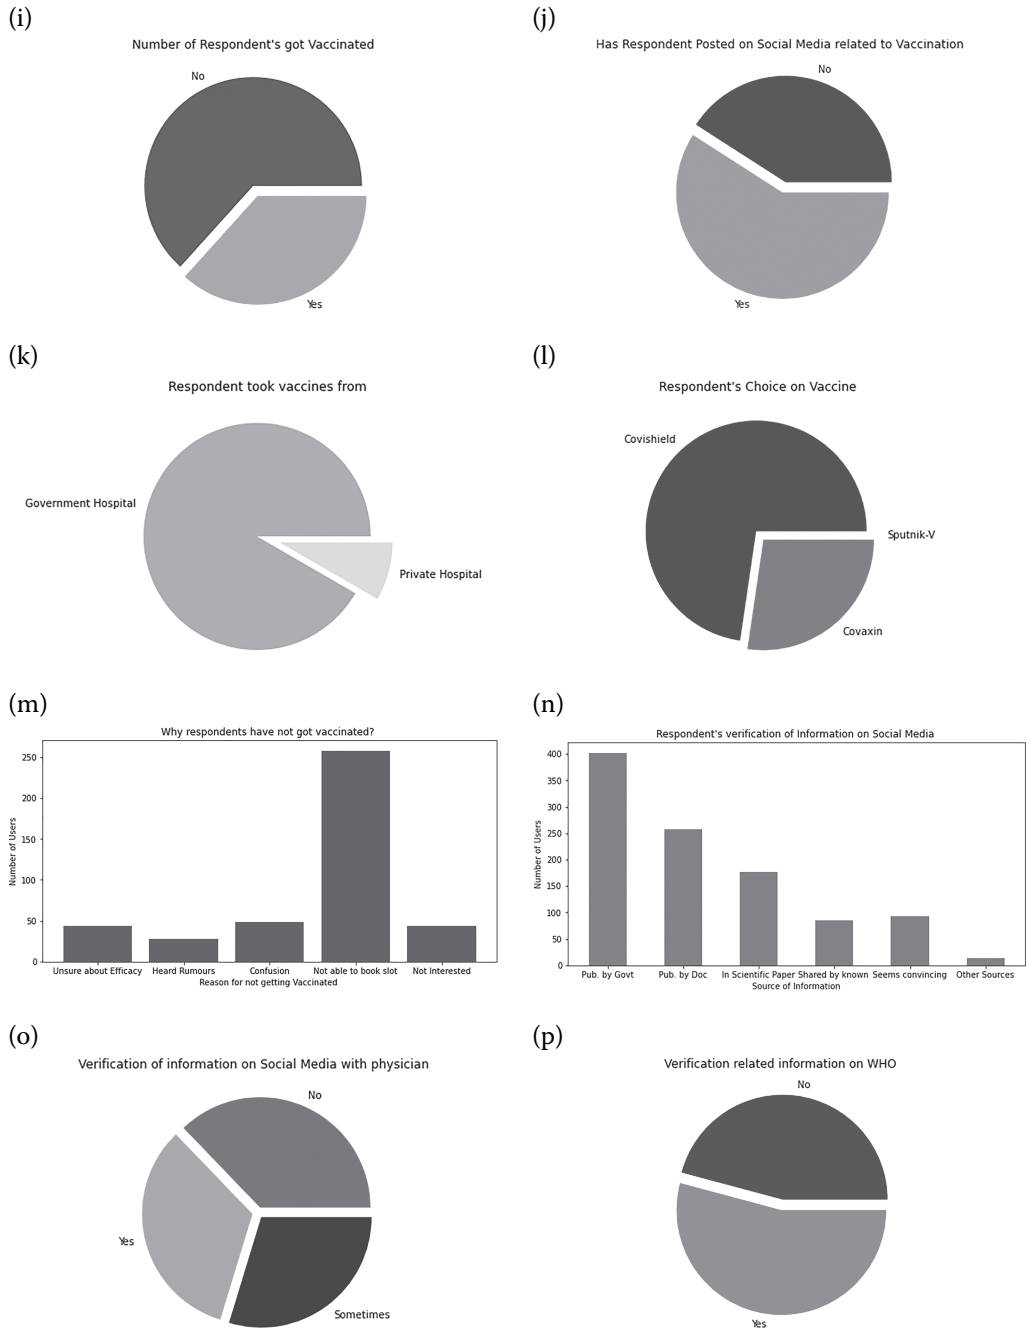 (i)
Number of Respondent's got Vaccinated
No
Yes
(j)
Has Respondent Posted on Social Media related to Vaccination
No
Yes
(k)
Respondent took vaccines from
Government Hospital
Private Hospital
(l)
Respondent's Choice on Vaccine
Covishield
Sputnik-V
Covaxin
(m)
Why respondents have not got vaccinated?
Number of Users
250
200
150
100
50
0
Unsure about Efficacy Heard Rumours Confusion Not able to book slot Not Interested
Reason for not getting Vaccinated
(n)
Respondent's verification of Information on Social Media
Number of Users
400
350
300
250
200
150
100
50
0
Pub. by Govt Pub. by Doc In Scientific Paper Shared by known Seems convincing Other Sources
Source of Information
(o)
Verification of information on Social Media with physician
No
Yes
Sometimes
(p)
Verification related information on WHO
No
Yes